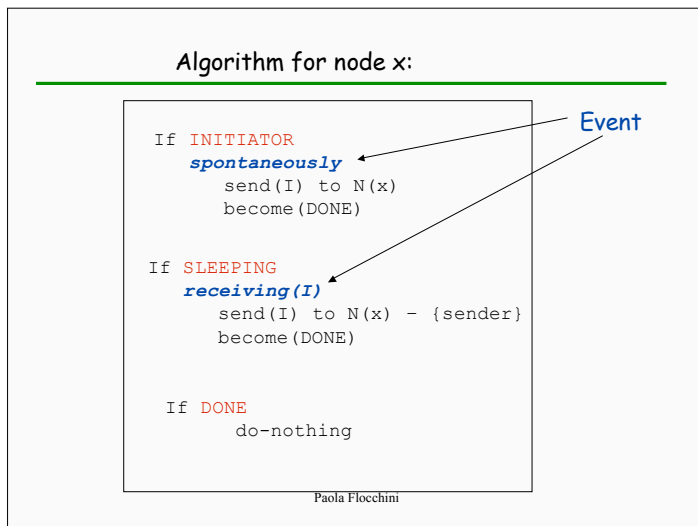 Algorithm for node x:
Event
If INITIATOR
spontaneously
send(I) to N(x)
become(DONE)
If SLEEPING
receiving(I)
send(I) to N(x) – {sender}
become(DONE)
If DONE
do-nothing
Paola Flocchini